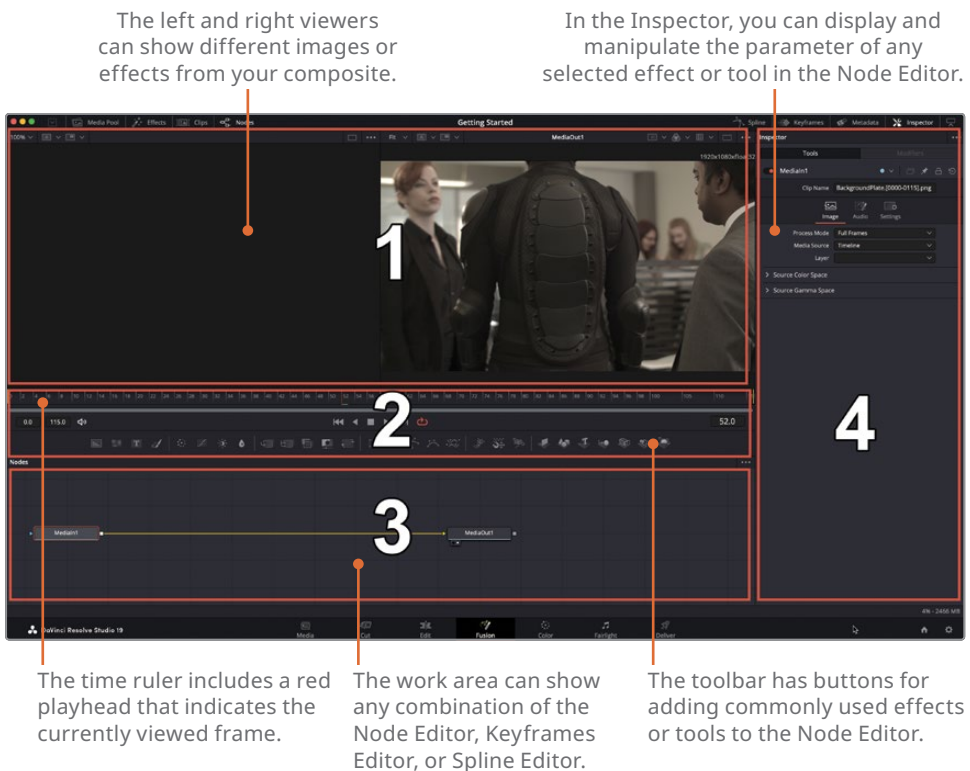 The left and right viewers
can show different images or
effects from your composite.
In the Inspector, you can display and
manipulate the parameter of any
selected effect or tool in the Node Editor.
Media Pool Effects Clips Nodes Getting Started Spline Keyframes Metadata Inspector
100% Fit MediaOut1 Inspector
1920x1080xfloat32
Tools Modifiers
MediaIn1
Clip Name BackgroundPlate.[0000-0115].png
Image Audio Settings
Process Mode Full Frames
Media Source Timeline
Layer
> Source Color Space
> Source Gamma Space
1
2
3
4
0.0 115.0 52.0
Nodes
MediaIn1 MediaOut1
4% - 2466 MB
DaVinci Resolve Studio 19
Media Cut Edit Fusion Color Fairlight Deliver
The time ruler includes a red
playhead that indicates the
currently viewed frame.
The work area can show
any combination of the
Node Editor, Keyframes
Editor, or Spline Editor.
The toolbar has buttons for
adding commonly used effects
or tools to the Node Editor.